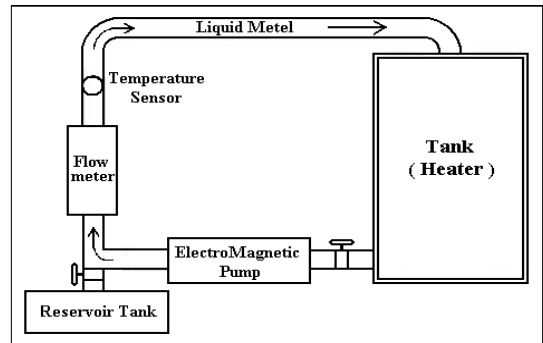 Liquid Metel
Temperature
Sensor
Tank
( Heater )
Flow
meter
ElectroMagnetic
Pump
Reservoir Tank